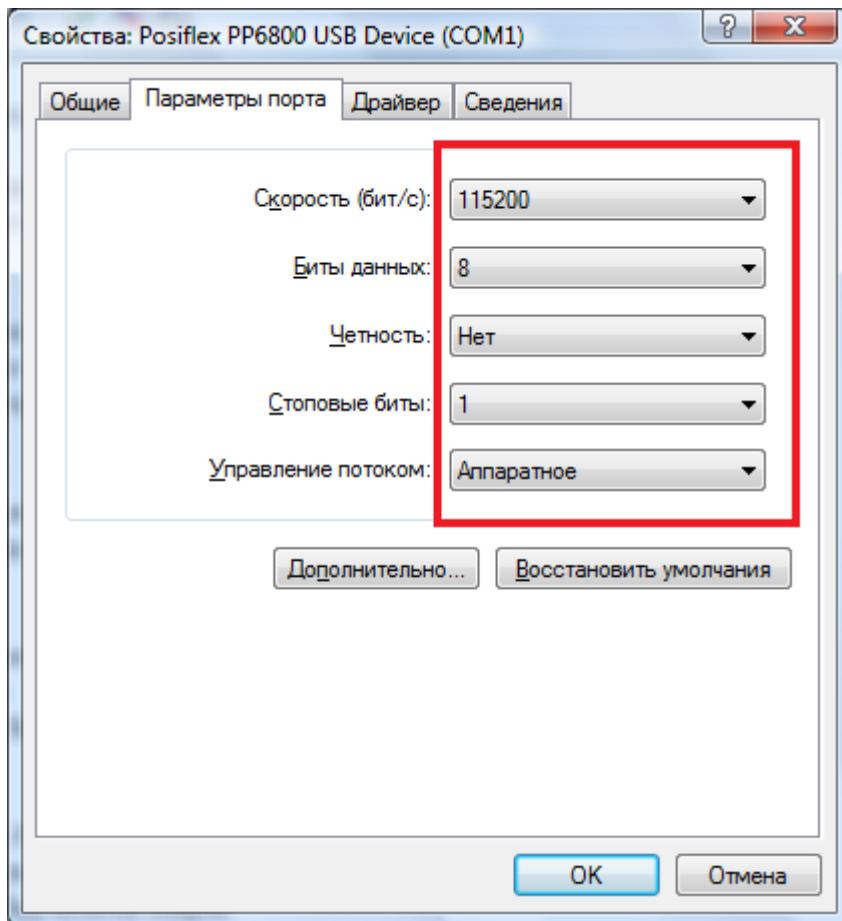 Свойства: Posiflex PP6800 USB Device (COM1)
Общие Параметры порта Драйвер Сведения
Скорость (бит/с): 115200
Биты данных: 8
Четность: Нет
Стоповые биты: 1
Управление потоком: Аппаратное
Дополнительно... Восстановить умолчания
OK Отмена